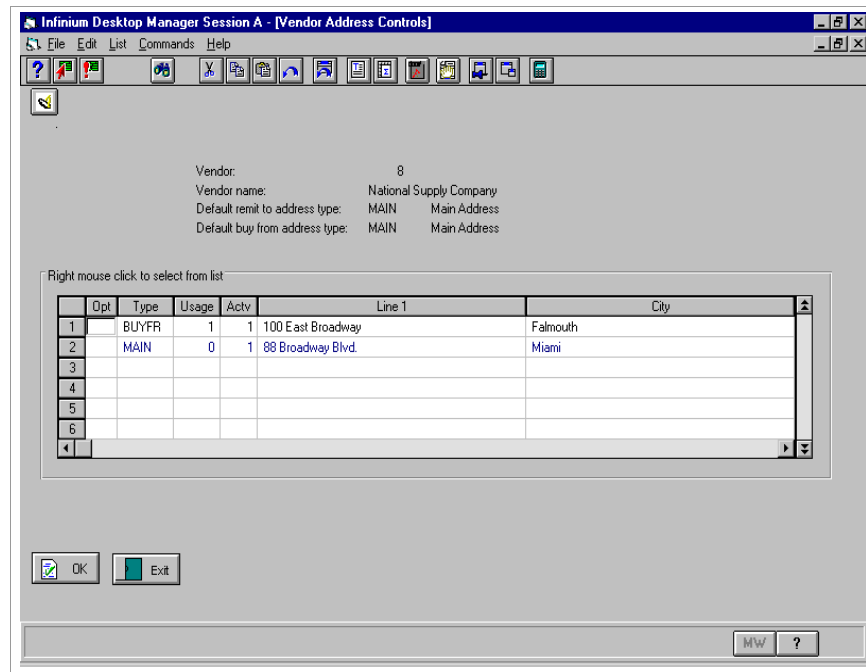 Infinium Desktop Manager Session A - [Vendor Address Controls]
File Edit List Commands Help
Vendor: 8
Vendor name: National Supply Company
Default remit to address type: MAIN Main Address
Default buy from address type: MAIN Main Address
Right mouse click to select from list
Opt Type Usage Actv Line 1 City
1 BUYFR 1 1 100 East Broadway Falmouth
2 MAIN 0 1 88 Broadway Blvd. Miami
3
4
5
6
OK Exit
MW ?